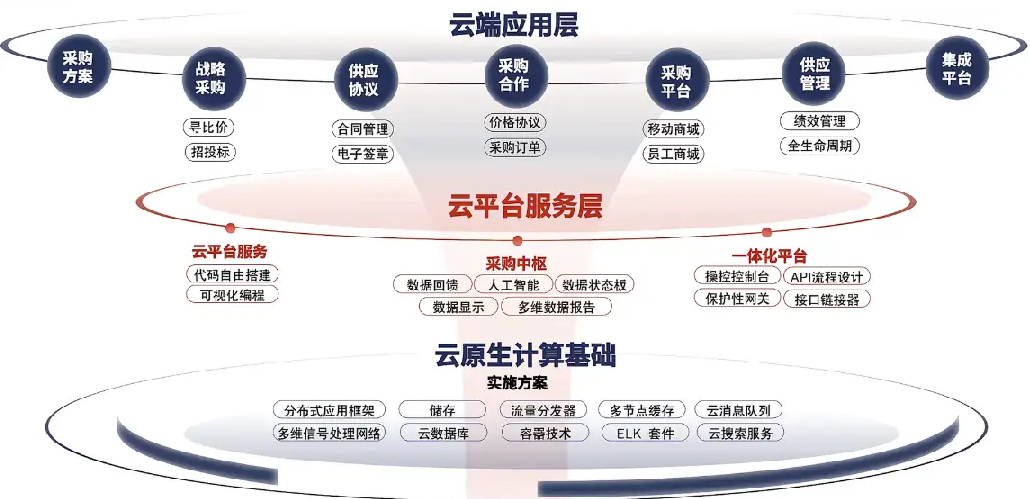 云端应用层
采购
方案
战略
采购
供应
协议
采购
合作
采购
平台
供应
管理
集成
平台
寻比价
招投标
合同管理
电子签章
价格协议
采购订单
移动商城
员工商城
绩效管理
全生命周期
云平台服务层
云平台服务
代码自由搭建
可视化编程
采购中枢
数据回馈 人工智能 数据状态板
数据显示 多维数据报告
一体化平台
操控控制台 API流程设计
保护性网关 接口链接器
云原生计算基础
实施方案
分布式应用框架 储存 流量分发器 多节点缓存 云消息队列
多维信号处理网络 云数据库 容器技术 ELK 套件 云搜索服务